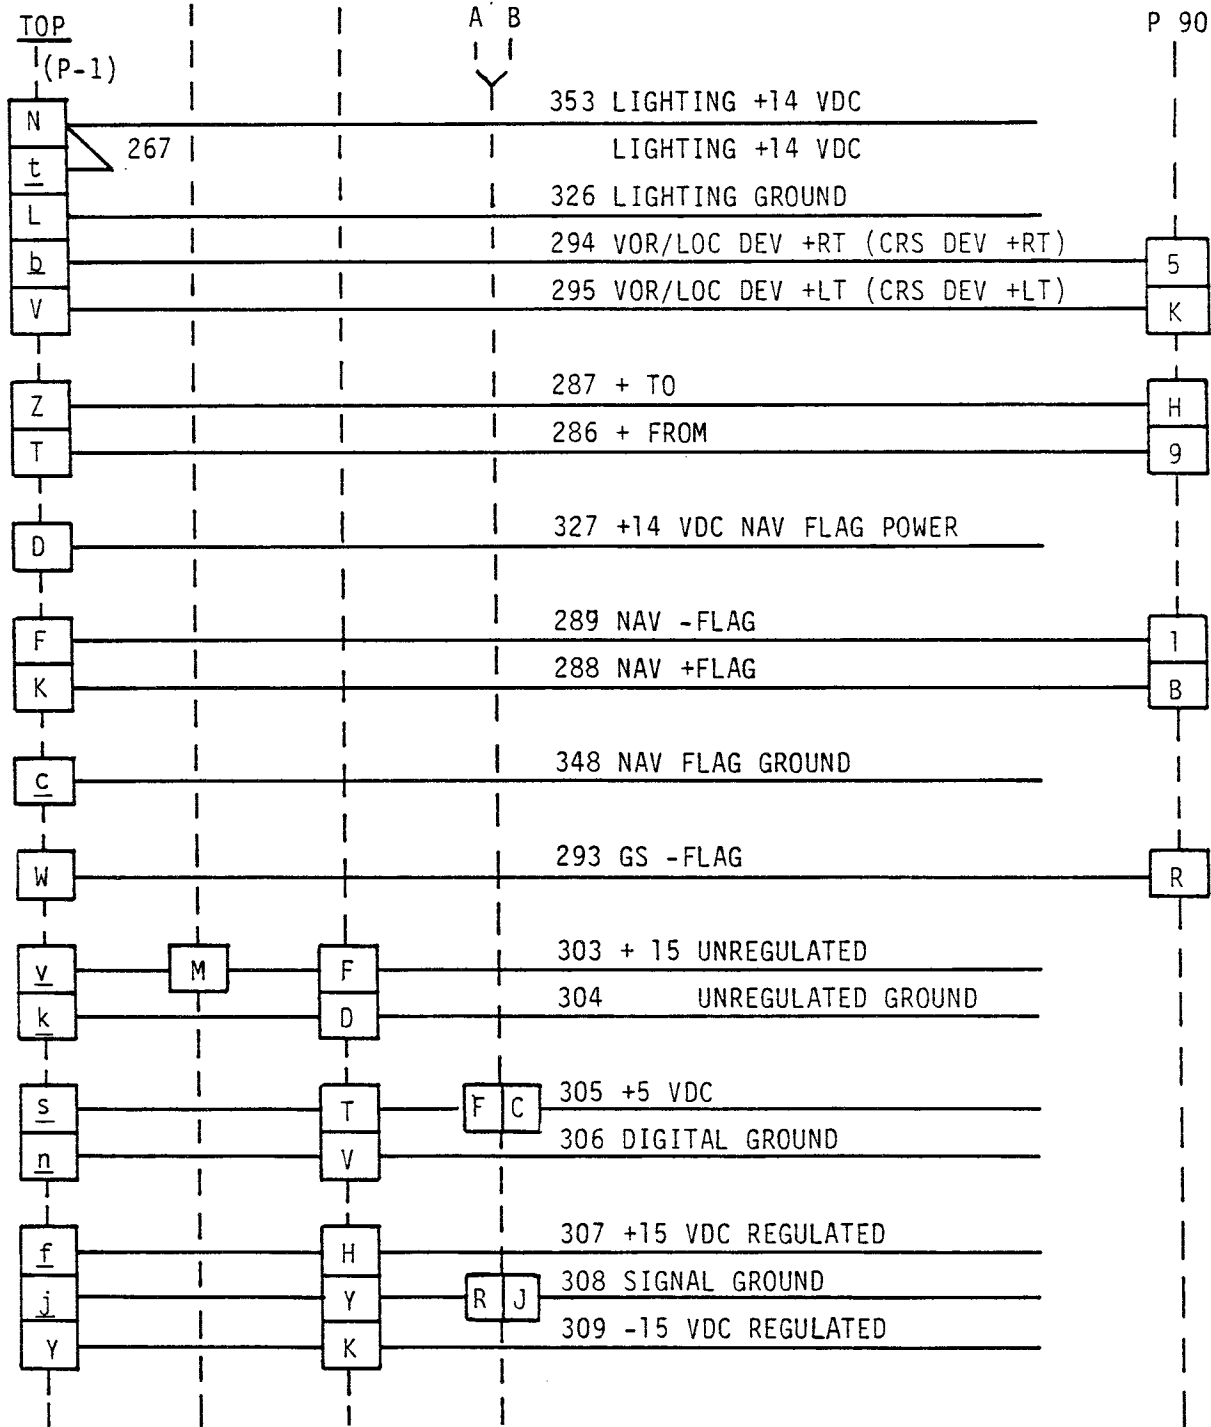 TOP A B P 90
(P-1)
N 353 LIGHTING +14 VDC
t 267 LIGHTING +14 VDC
L 326 LIGHTING GROUND
b 294 VOR/LOC DEV +RT (CRS DEV +RT) 5
V 295 VOR/LOC DEV +LT (CRS DEV +LT) K
Z 287 + TO H
T 286 + FROM 9
D 327 +14 VDC NAV FLAG POWER
F 289 NAV -FLAG 1
K 288 NAV +FLAG B
c 348 NAV FLAG GROUND
W 293 GS -FLAG R
v M F 303 + 15 UNREGULATED
k D 304 UNREGULATED GROUND
s T F C 305 +5 VDC
n V 306 DIGITAL GROUND
f H 307 +15 VDC REGULATED
j Y R J 308 SIGNAL GROUND
Y K 309 -15 VDC REGULATED